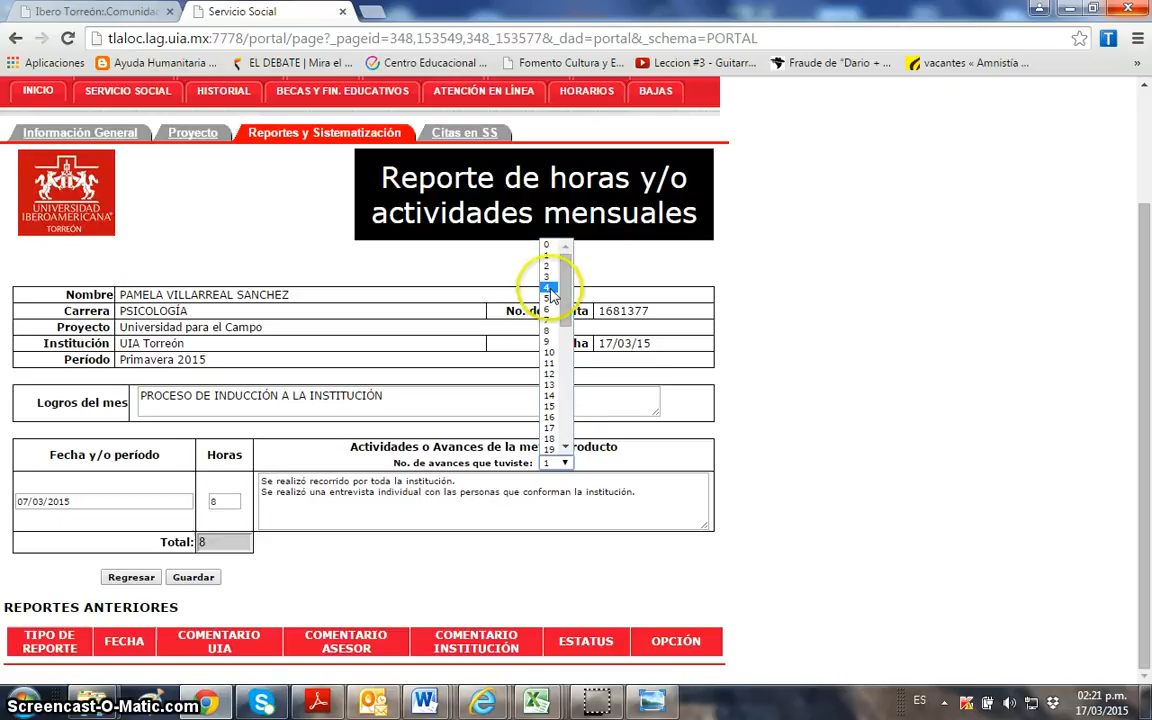 Ibero Torreón:.Comunida
Servicio Social
tlaloc.lag.uia.mx:7778/portal/page?_pageid=348,153549,348_153577&_dad=portal&_schema=PORTAL
Aplicaciones
Ayuda Humanitaria ...
EL DEBATE | Mira el ...
Centro Educacional ...
Fomento Cultura y E...
Leccion #3 - Guitarr...
Fraude de "Dario + ...
vacantes « Amnistía ...
»
INICIO
SERVICIO SOCIAL
HISTORIAL
BECAS Y FIN. EDUCATIVOS
ATENCIÓN EN LÍNEA
HORARIOS
BAJAS
Información General
Proyecto
Reportes y Sistematización
Citas en SS
UNIVERSIDAD
IBEROAMERICANA
TORREÓN
Reporte de horas y/o
actividades mensuales
Nombre PAMELA VILLARREAL SANCHEZ
Carrera PSICOLOGÍA
No. de 1681377
Proyecto Universidad para el Campo
Institución UIA Torreón
17/03/15
Período Primavera 2015
0
1
2
3
4
5
6
7
8
9
10
11
12
13
14
15
16
17
18
19
Logros del mes PROCESO DE INDUCCIÓN A LA INSTITUCIÓN
Fecha y/o período
Horas
Actividades o Avances de la me
No. de avances que tuviste: 1
07/03/2015
8
Se realizó recorrido por toda la institución.
Se realizó una entrevista individual con las personas que conforman la institución.
Total: 8
Regresar
Guardar
REPORTES ANTERIORES
TIPO DE
REPORTE
FECHA
COMENTARIO
UIA
COMENTARIO
ASESOR
COMENTARIO
INSTITUCIÓN
ESTATUS
OPCIÓN
Screencast-O-Matic.com
ES
02:21 p.m.
17/03/2015